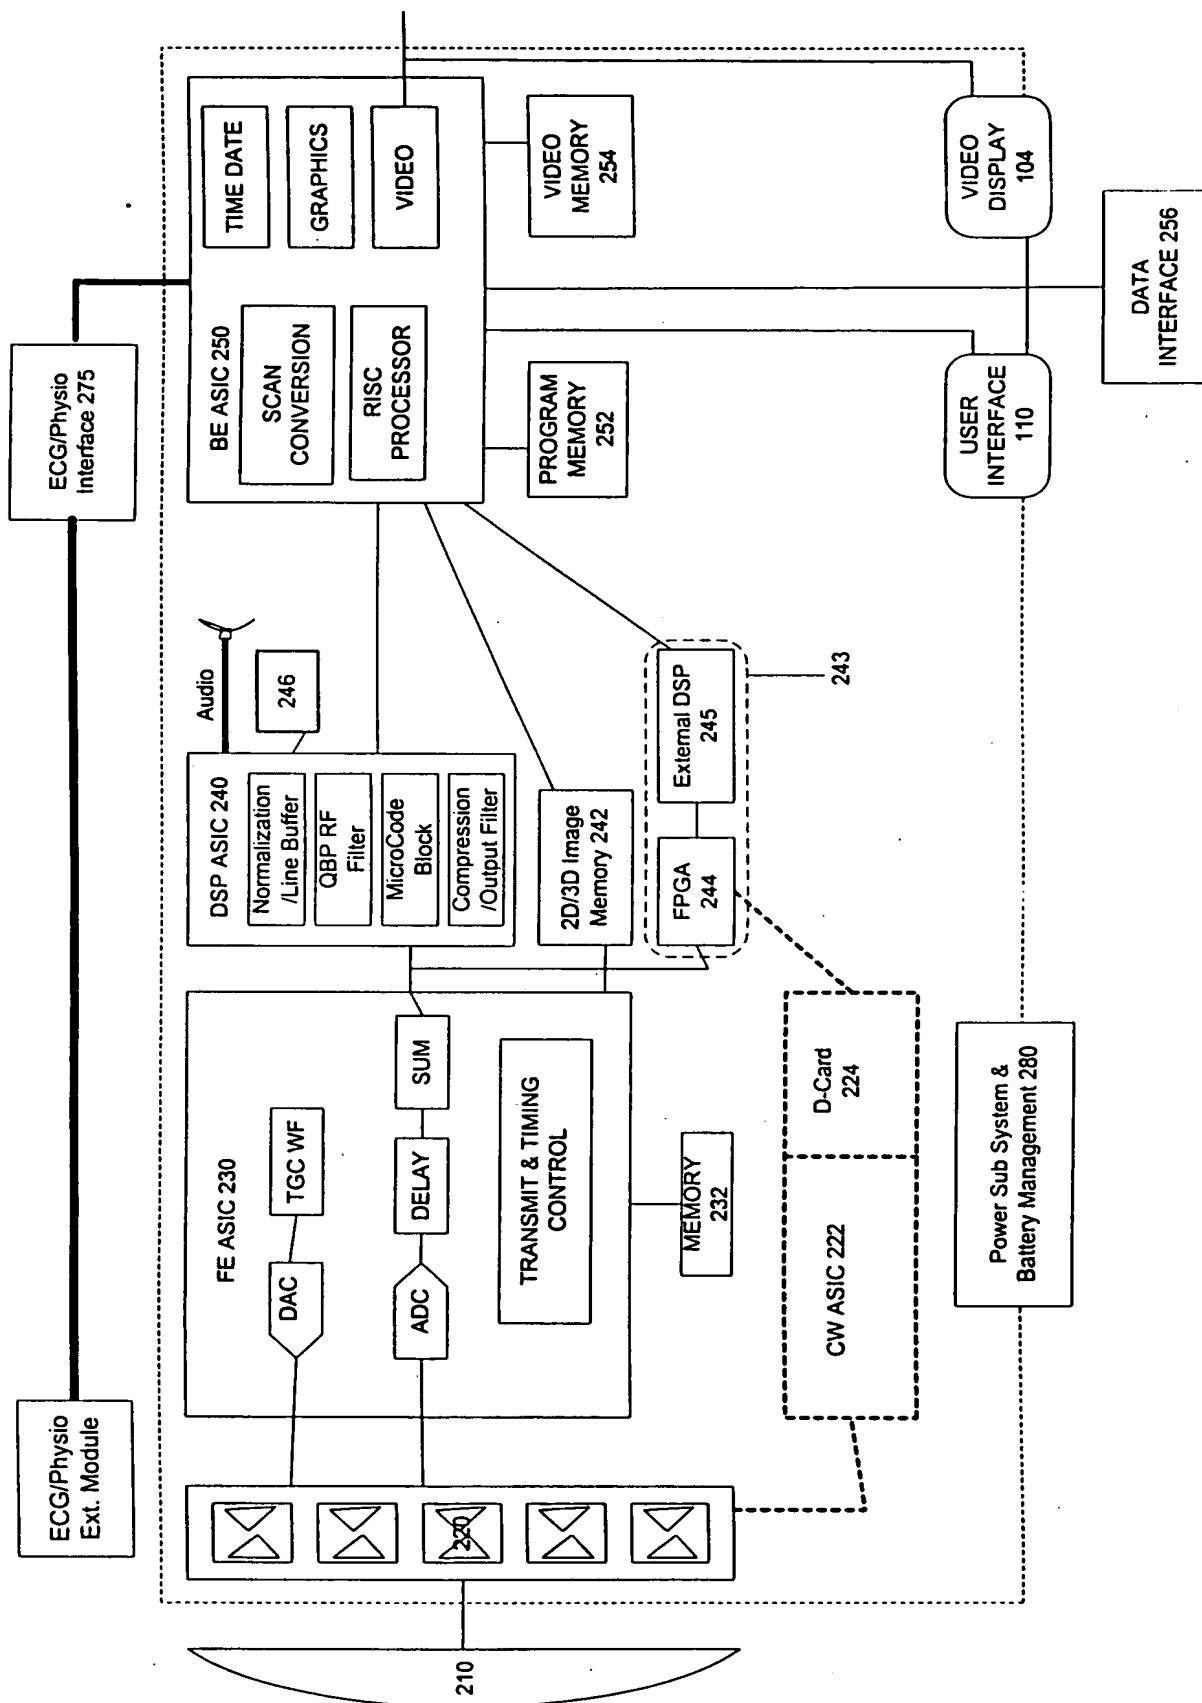 ECG/Physio
Ext. Module
ECG/Physio
Interface 275
210
220
FE ASIC 230
DAC
TGC WF
ADC
DELAY
SUM
TRANSMIT & TIMING
CONTROL
MEMORY
232
CW ASIC 222
D-Card
224
Power Sub System &
Battery Management 280
DSP ASIC 240
Normalization
/Line Buffer
QBP RF
Filter
MicroCode
Block
Compression
/Output Filter
Audio
246
2D/3D Image
Memory 242
FPGA
244
External DSP
245
243
BE ASIC 250
SCAN
CONVERSION
RISC
PROCESSOR
TIME DATE
GRAPHICS
VIDEO
PROGRAM
MEMORY
252
VIDEO
MEMORY
254
USER
INTERFACE
110
VIDEO
DISPLAY
104
DATA
INTERFACE 256